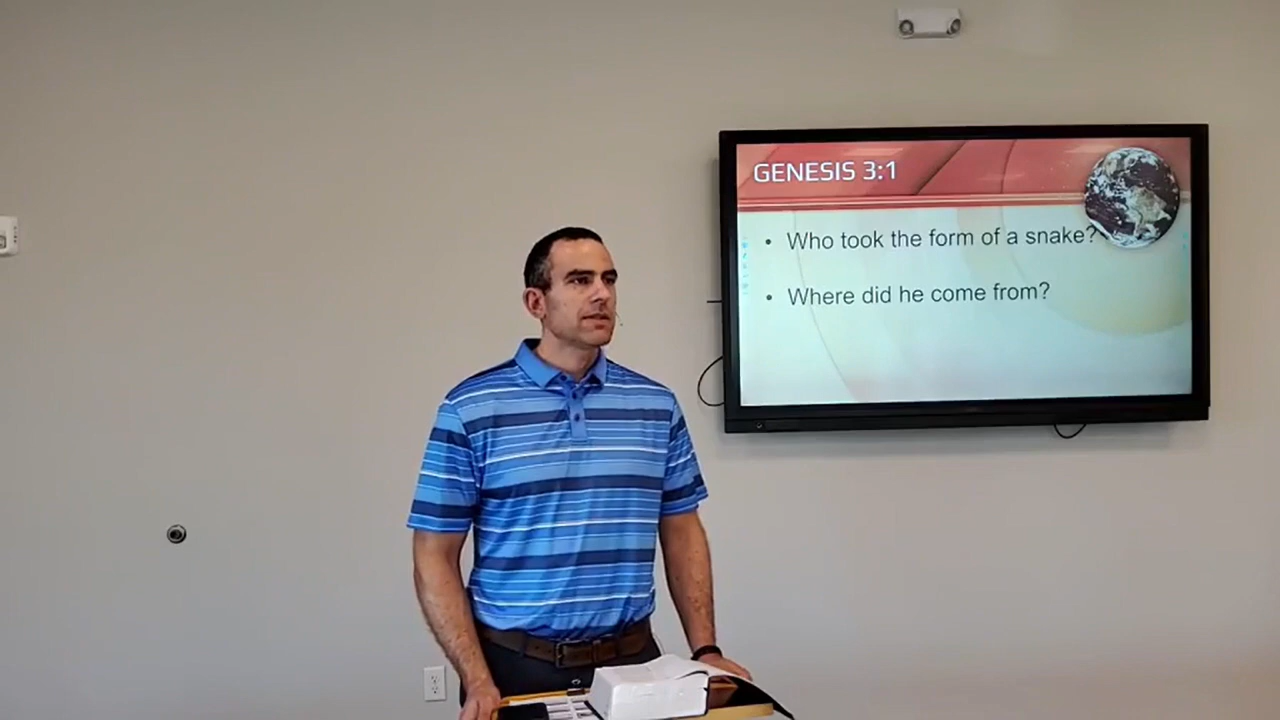 GENESIS 3:1
• Who took the form of a snake?
• Where did he come from?